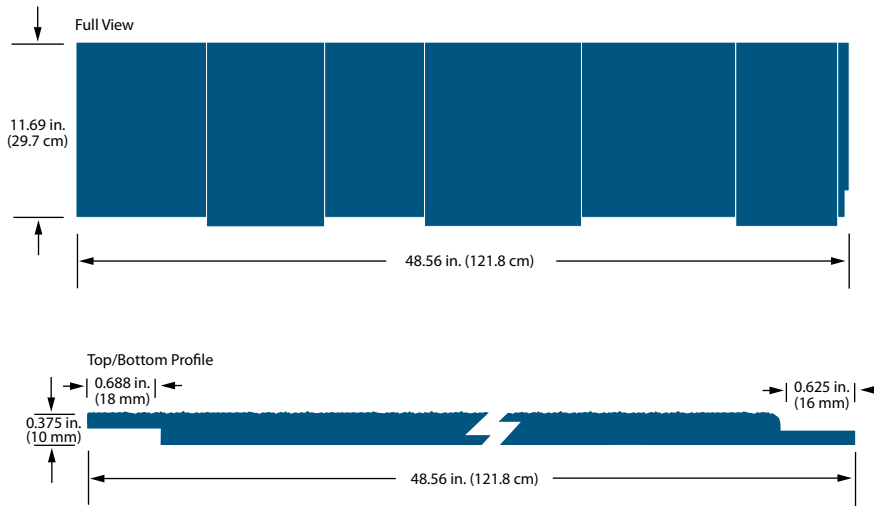 Full View
11.69 in.
(29.7 cm)
48.56 in. (121.8 cm)
Top/Bottom Profile
0.688 in.
(18 mm)
0.625 in.
(16 mm)
0.375 in.
(10 mm)
48.56 in. (121.8 cm)